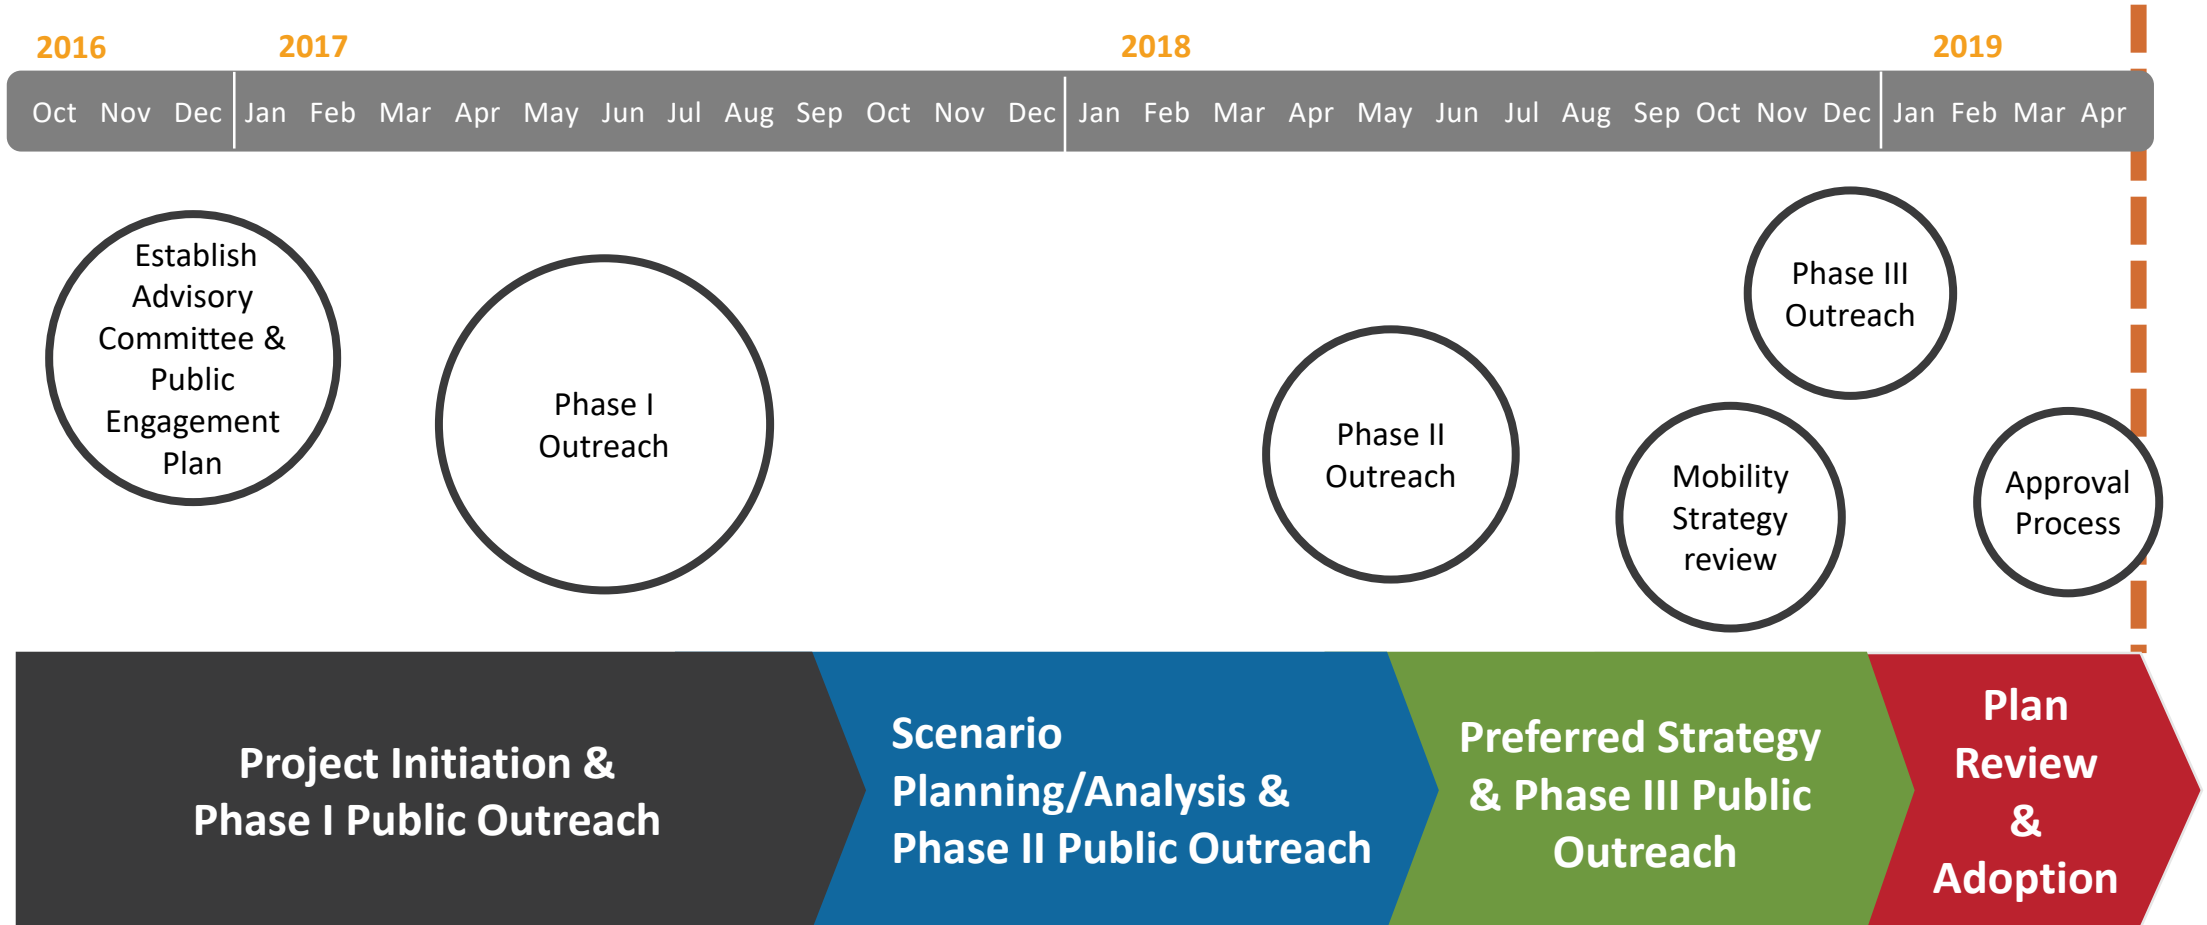 2016 2017 2018 2019
Oct Nov Dec Jan Feb Mar Apr May Jun Jul Aug Sep Oct Nov Dec Jan Feb Mar Apr May Jun Jul Aug Sep Oct Nov Dec Jan Feb Mar Apr
Establish
Advisory
Committee &
Public
Engagement
Plan
Phase I
Outreach
Phase II
Outreach
Mobility
Strategy
review
Phase III
Outreach
Approval
Process
Project Initiation &
Phase I Public Outreach
Scenario
Planning/Analysis &
Phase II Public Outreach
Preferred Strategy
& Phase III Public
Outreach
Plan
Review
&
Adoption